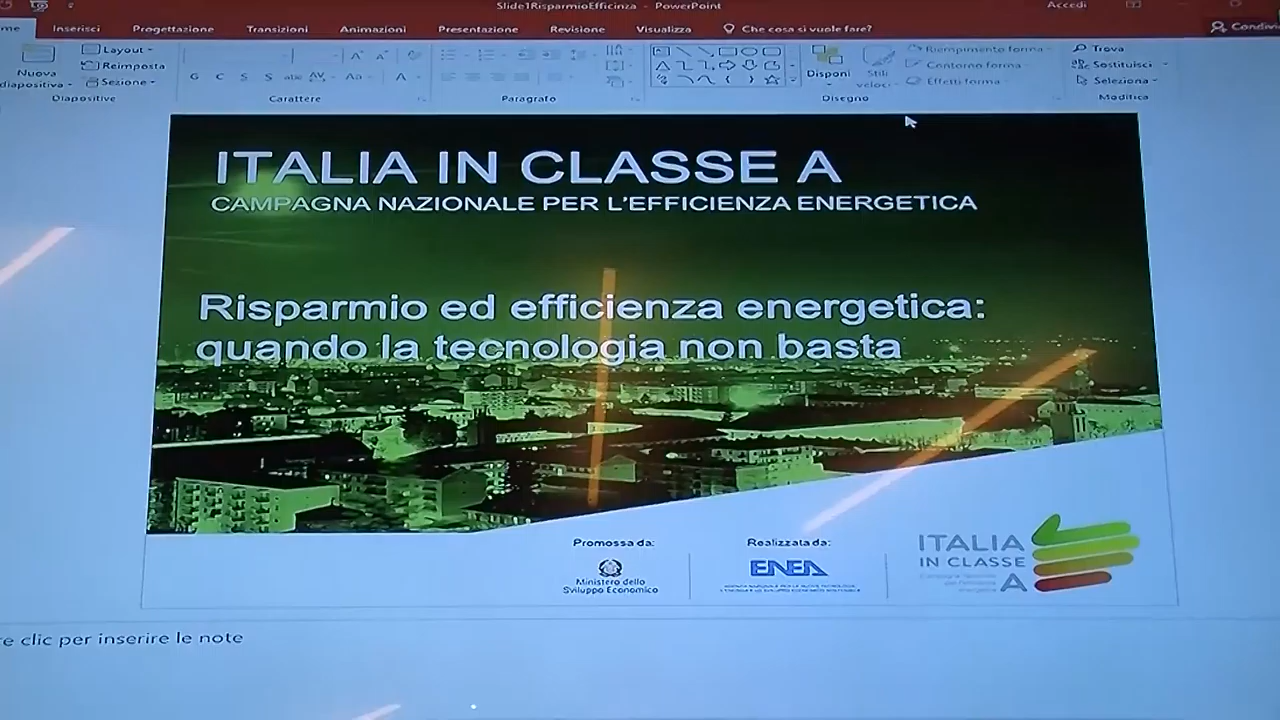 Slide1RisparmioEfficinza - PowerPoint
Accedi
Inserisci Progettazione Transizioni Animazioni Presentazione Revisione Visualizza Che cosa si vuole fare?
Nuova
diapositiva
Layout
Reimposta
Sezione
Diapositive
G C S S abc AV Aa A
Carattere
Paragrafo
Disponi
Stili
veloci
Riempimento forma
Contorno forma
Effetti forma
Disegno
Trova
Sostituisci
Seleziona
Modifica
ITALIA IN CLASSE A
CAMPAGNA NAZIONALE PER L'EFFICIENZA ENERGETICA
Risparmio ed efficienza energetica:
quando la tecnologia non basta
Promossa da:
Ministero dello
Sviluppo Economico
Realizzata da:
ENEA
ITALIA
IN CLASSE
A
clic per inserire le note